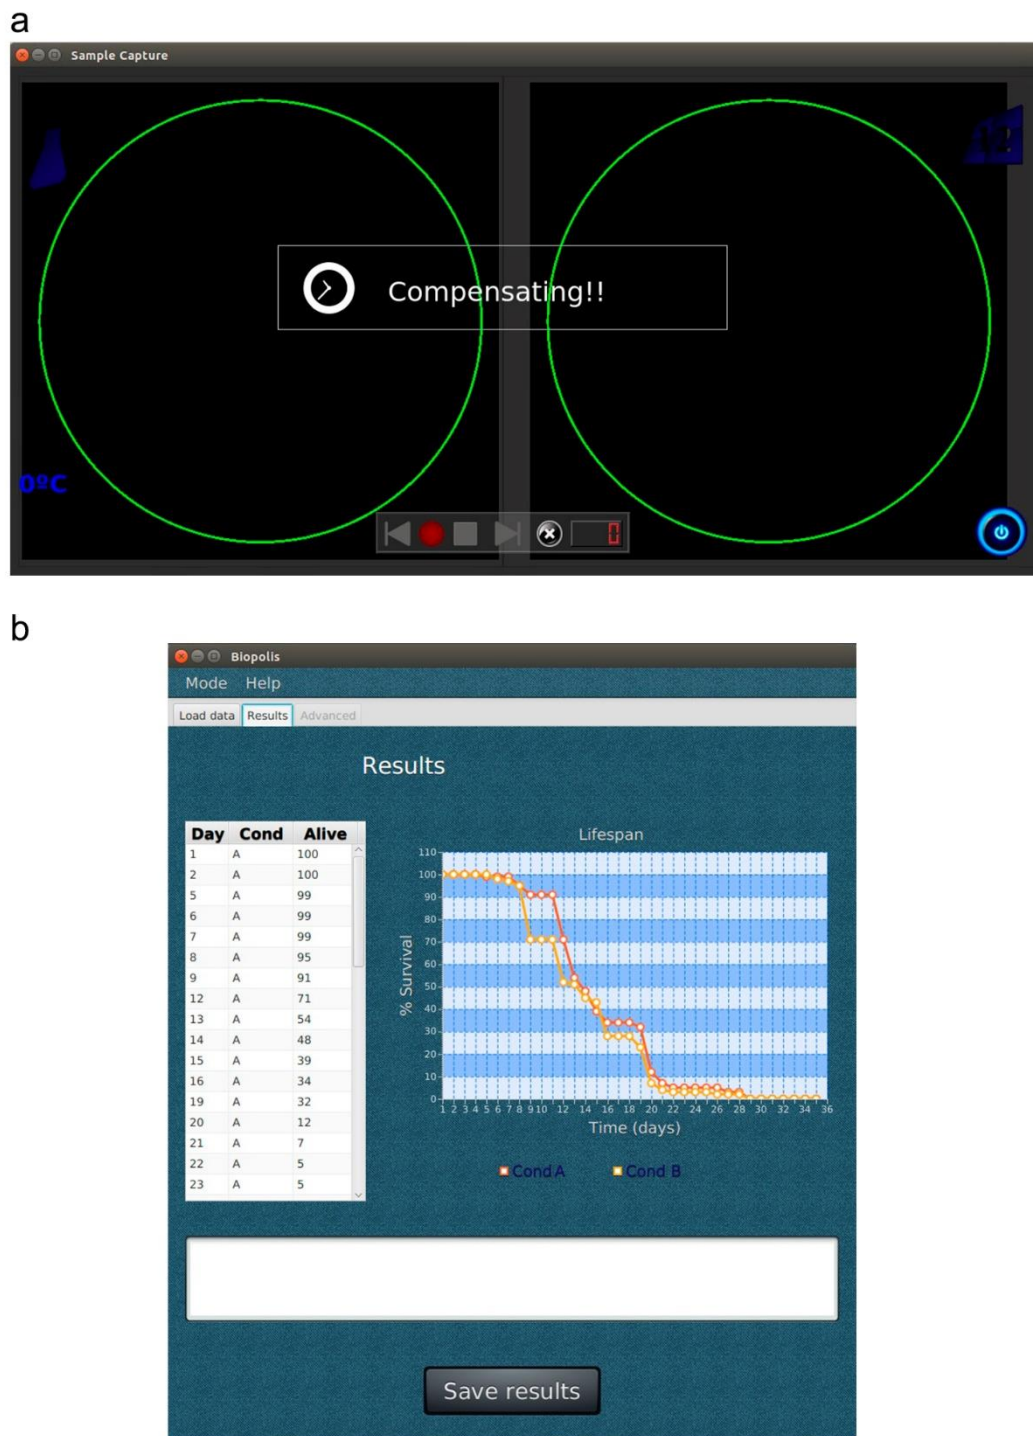 a
Sample Capture
Compensating!!
0ºC
0
b
Biopolis
Mode Help
Load data Results Advanced
Results
Day Cond Alive
1 A 100
2 A 100
5 A 99
6 A 99
7 A 99
8 A 95
9 A 91
12 A 71
13 A 54
14 A 48
15 A 39
16 A 34
19 A 32
20 A 12
21 A 7
22 A 5
23 A 5
Lifespan
110
100
90
80
70
60
50
40
30
20
10
0
% Survival
1 2 3 4 5 6 7 8 9 10 12 14 16 18 20 22 24 26 28 30 32 34 36
Time (days)
Cond A Cond B
Save results